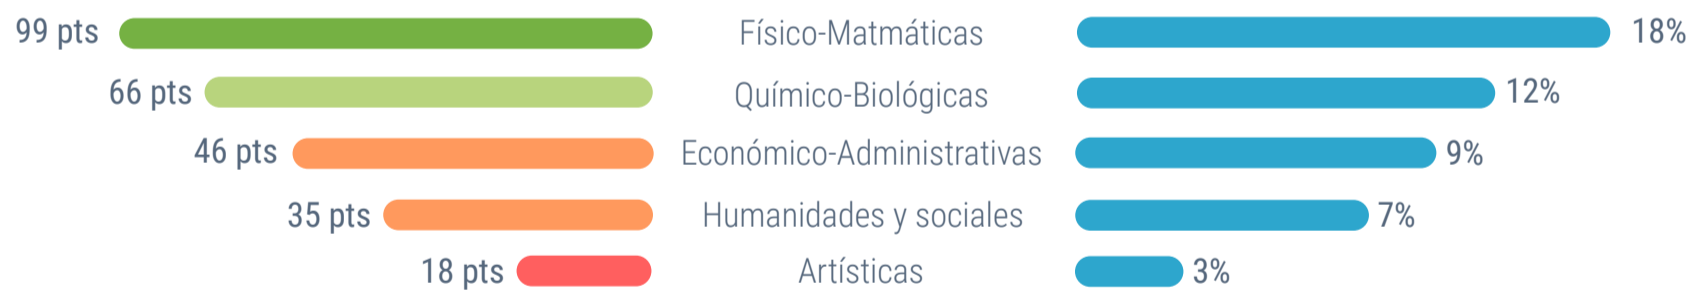 99 pts Físico-Matmáticas 18%
66 pts Químico-Biológicas 12%
46 pts Económico-Administrativas 9%
35 pts Humanidades y sociales 7%
18 pts Artísticas 3%